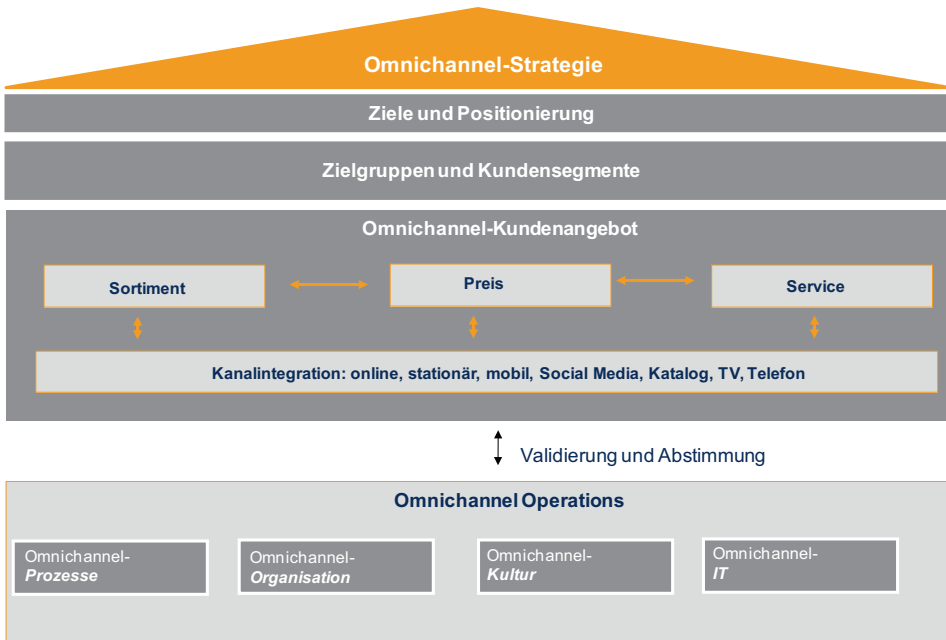 Omnichannel-Strategie
Ziele und Positionierung
Zielgruppen und Kundensegmente
Omnichannel-Kundenangebot
Sortiment
Preis
Service
Kanalintegration: online, stationär, mobil, Social Media, Katalog, TV, Telefon
Validierung und Abstimmung
Omnichannel Operations
Omnichannel-
Prozesse
Omnichannel-
Organisation
Omnichannel-
Kultur
Omnichannel-
IT